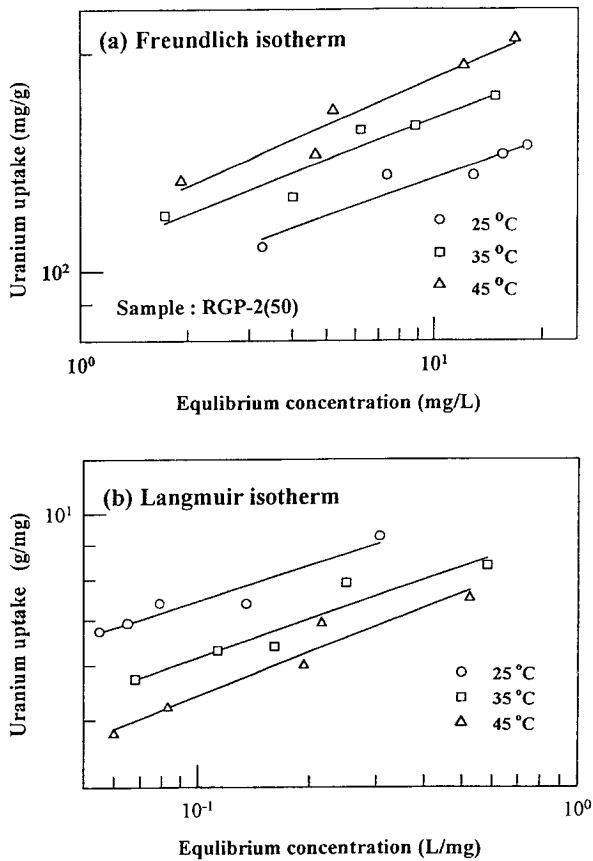 (a) Freundlich isotherm
Uranium uptake (mg/g)
10²
25 °C
35 °C
45 °C
Sample : RGP-2(50)
10⁰
10¹
Equlibrium concentration (mg/L)
(b) Langmuir isotherm
Uranium uptake (g/mg)
10¹
25 °C
35 °C
45 °C
10⁻¹
10⁰
Equlibrium concentration (L/mg)